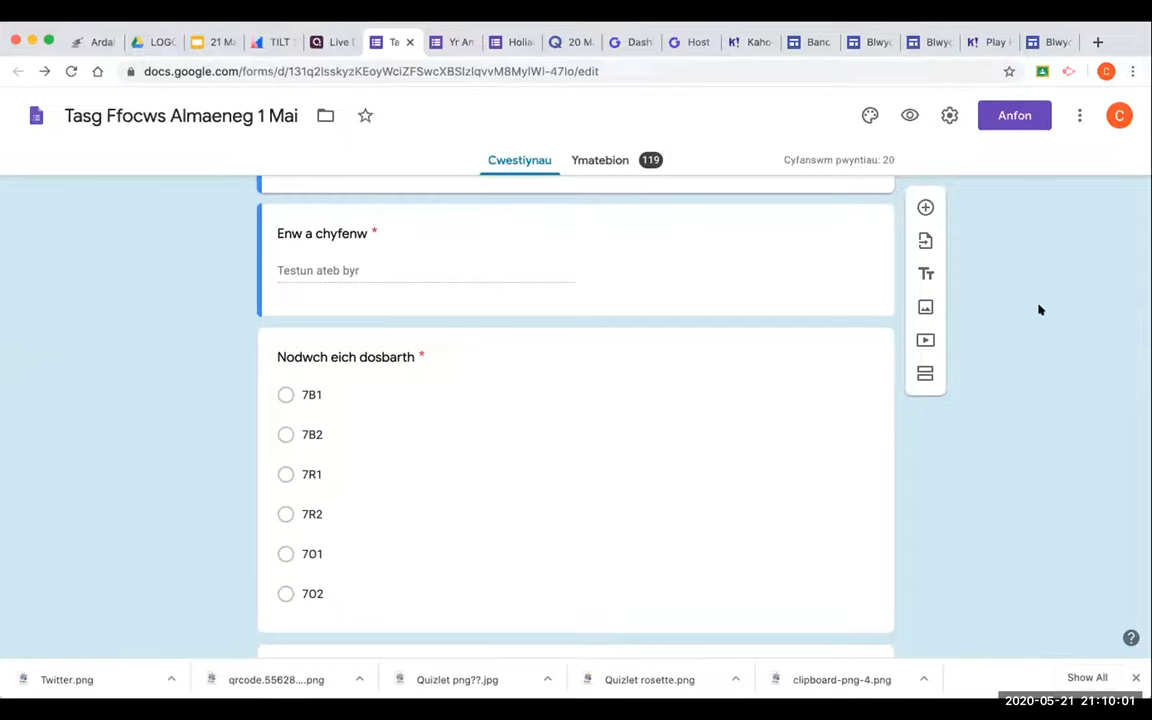 Arda
LOGO
21 Ma
TILT
Live
Ta
Yr An
Holia
20 M
Dash
Host
Kaho
Banc
Blwy
Blwy
Play
Blwy
docs.google.com/forms/d/131q2lsskyzKEoyWciZFSwcXBSIzlqvvM8MylWl-47lo/edit
Tasg Ffocws Almaeneg 1 Mai
Anfon
C
Cwestiynau
Ymatebion 119
Cyfanswm pwyntiau: 20
Enw a chyfenw *
Testun ateb byr
Nodwch eich dosbarth *
7B1
7B2
7R1
7R2
7O1
7O2
Twitter.png
qrcode.55628....png
Quizlet png??.jpg
Quizlet rosette.png
clipboard-png-4.png
Show All
2020-05-21 21:10:01